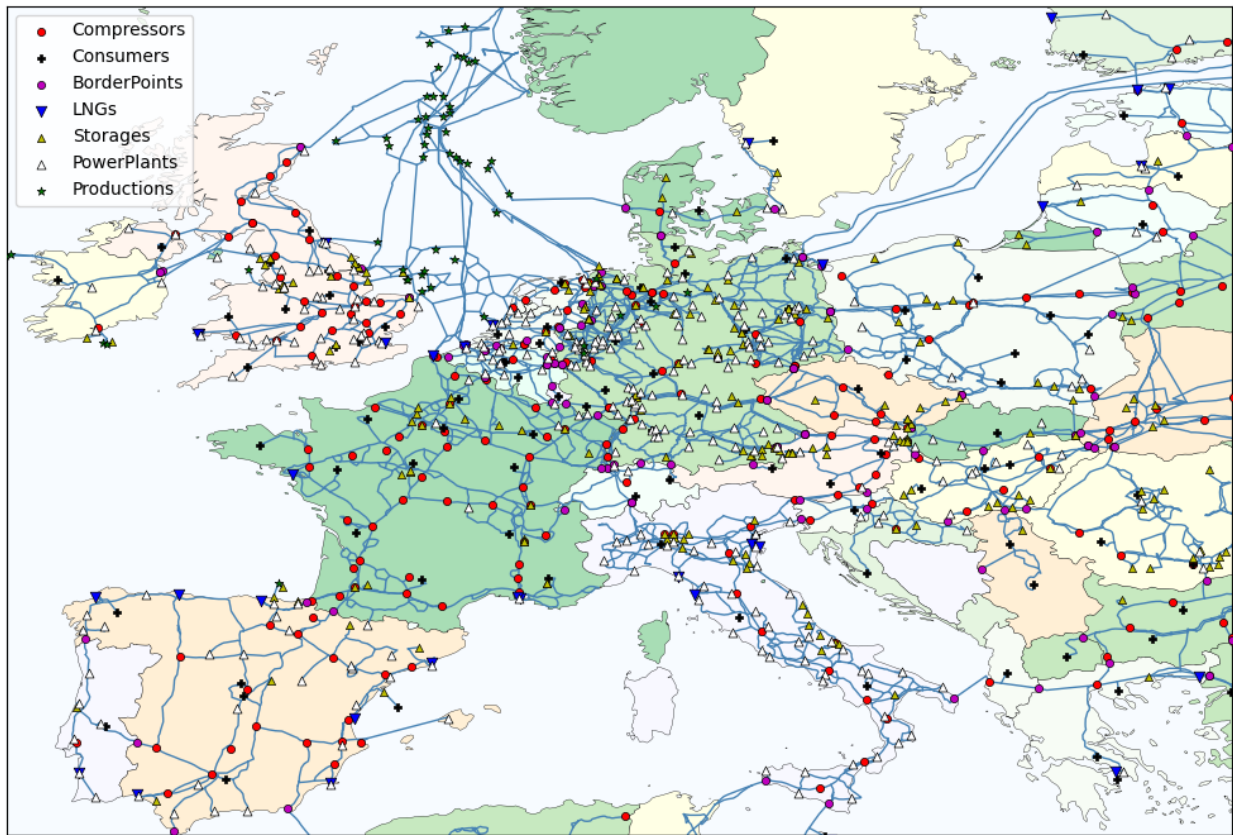 Compressors
Consumers
BorderPoints
LNGs
Storages
PowerPlants
Productions